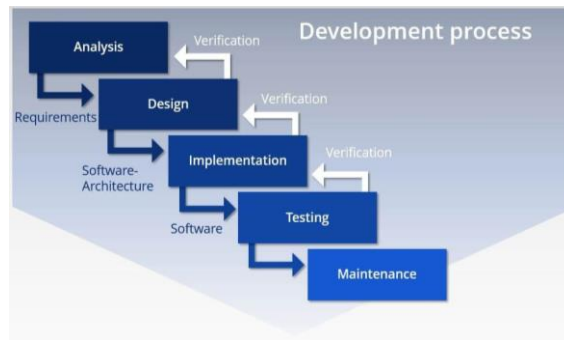 Development process
Analysis
Verification
Requirements
Design
Verification
Software-
Architecture
Implementation
Verification
Software
Testing
Maintenance